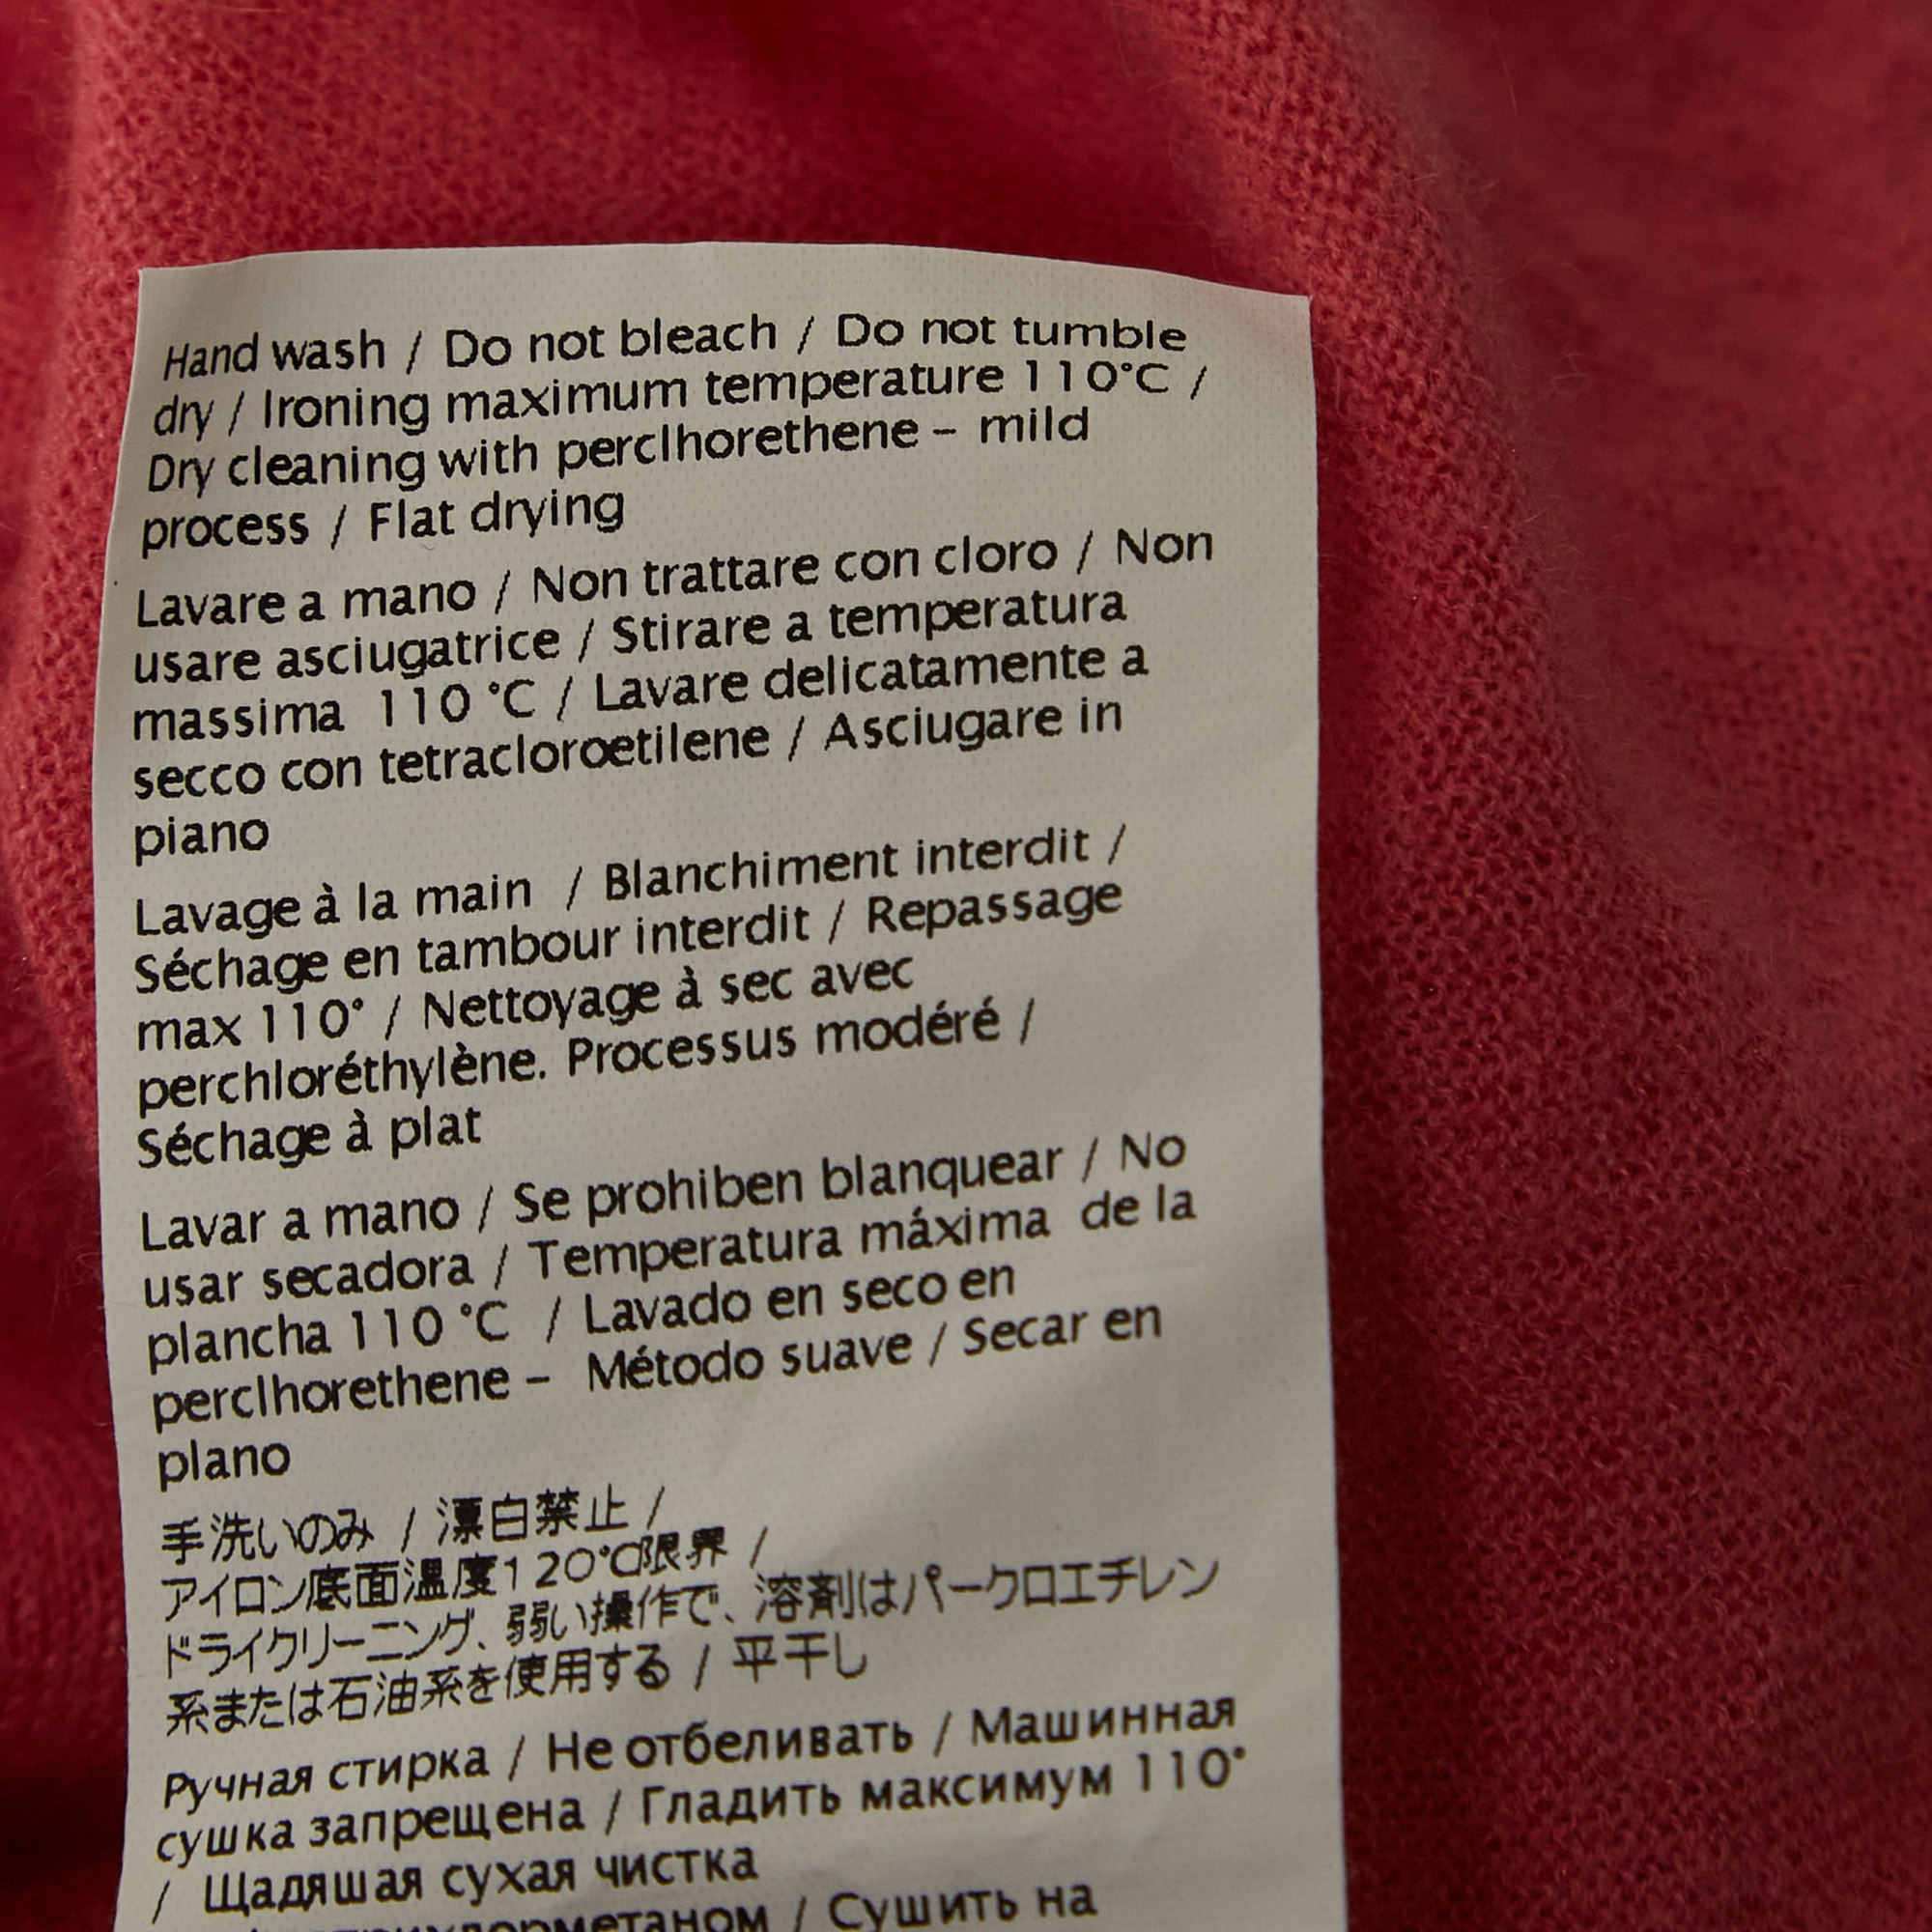 Hand wash / Do not bleach / Do not tumble
dry / Ironing maximum temperature 110°C /
Dry cleaning with perclhorethene – mild
process / Flat drying
Lavare a mano / Non trattare con cloro / Non
usare asciugatrice / Stirare a temperatura
massima 110 °C / Lavare delicatamente a
secco con tetracloroetilene / Asciugare in
piano
Lavage à la main / Blanchiment interdit /
Séchage en tambour interdit / Repassage
max 110° / Nettoyage à sec avec
perchloréthylène. Processus modéré /
Séchage à plat
Lavar a mano / Se prohiben blanquear / No
usar secadora / Temperatura máxima de la
plancha 110 °C / Lavado en seco en
perclhorethene – Método suave / Secar en
plano
手洗いのみ / 漂白禁止 /
アイロン底面温度120℃限界 /
ドライクリーニング、弱い操作で、溶剤はパークロエチレン
系または石油系を使用する / 平干し
Ручная стирка / Не отбеливать / Машинная
сушка запрещена / Гладить максимум 110°
/ Щадяшая сухая чистка
/ Сушить на